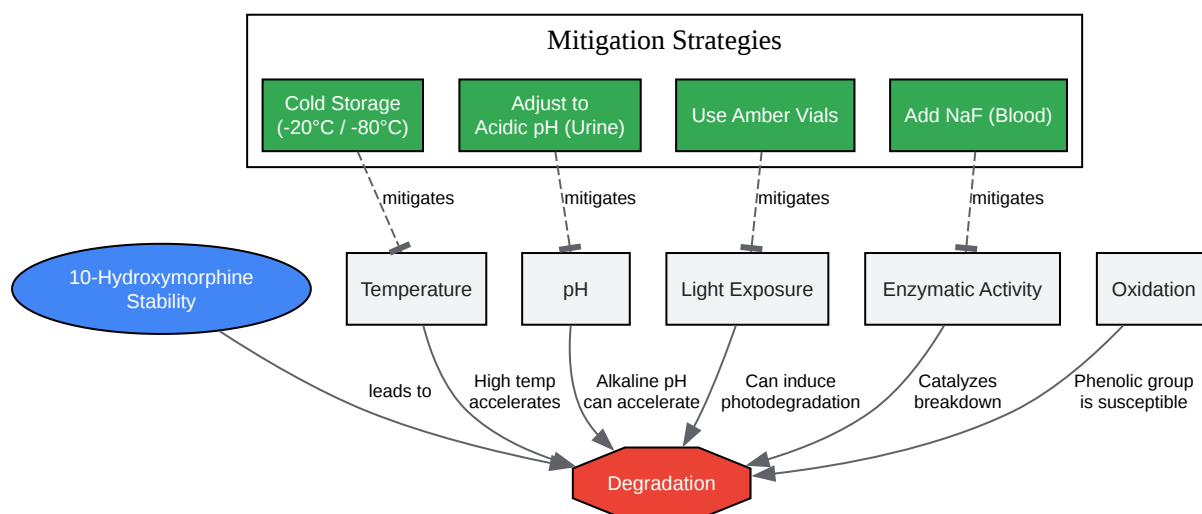 Mitigation Strategies
Cold Storage
(-20°C / -80°C)
Adjust to
Acidic pH (Urine)
Use Amber Vials
Add NaF (Blood)
mitigates
mitigates
mitigates
mitigates
10-Hydroxymorphine
Stability
Temperature
pH
Light Exposure
Enzymatic Activity
Oxidation
leads to
High temp
accelerates
Alkaline pH
can accelerate
Can induce
photodegradation
Catalyzes
breakdown
Phenolic group
is susceptible
Degradation